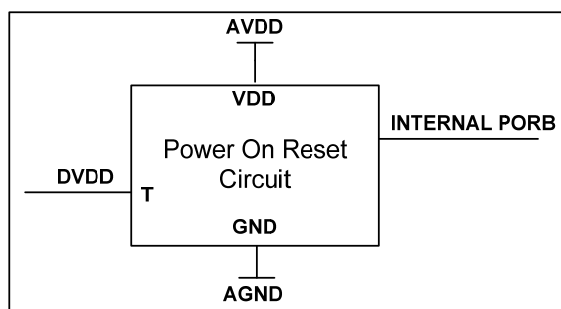 AVDD
VDD
INTERNAL PORB
Power On Reset
Circuit
DVDD
T
GND
AGND